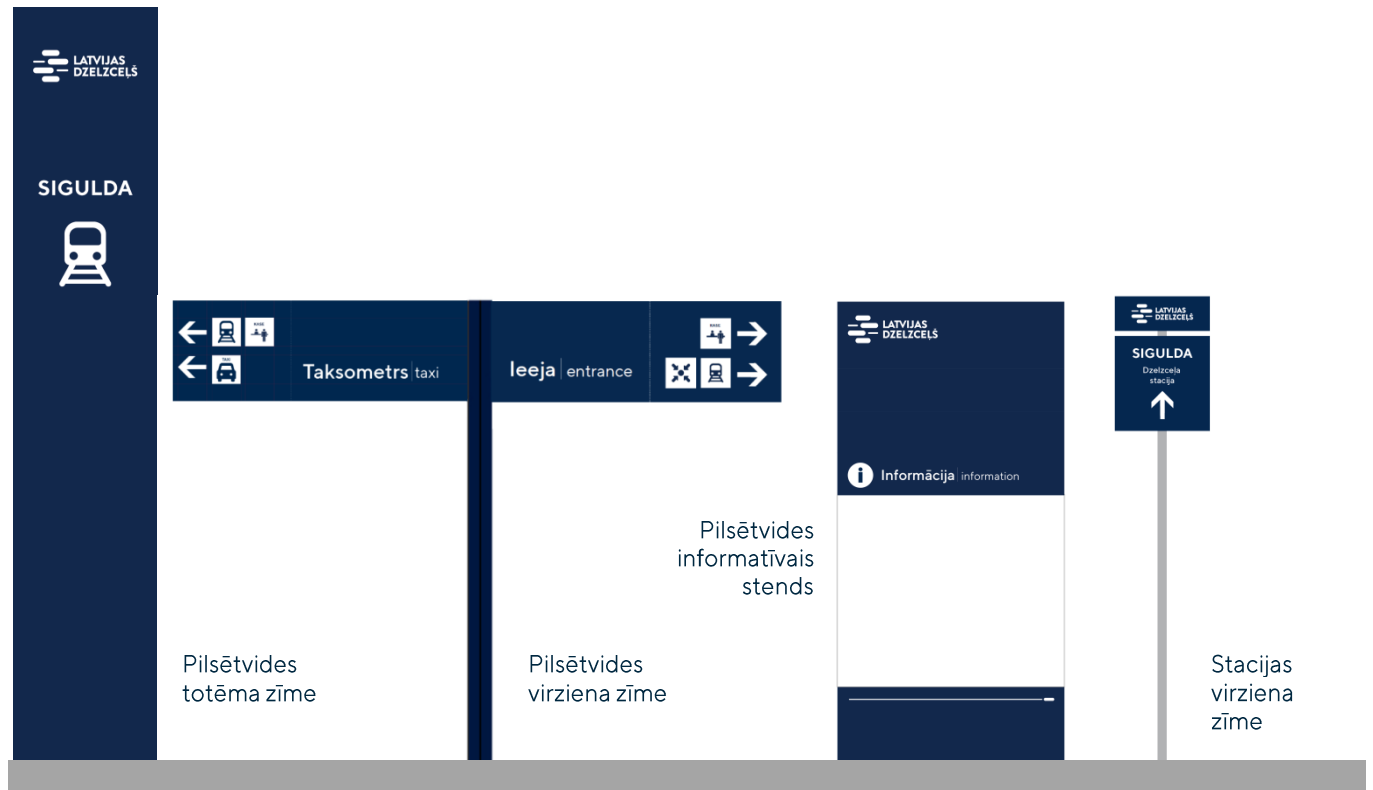 LATVIJAS
DZELZCEĻŠ
SIGULDA
Taksometrs taxi
Ieeja entrance
TAXI
LATVIJAS
DZELZCEĻŠ
Informācija information
LATVIJAS
DZELZCEĻŠ
SIGULDA
Dzelzceļa
stacija
Pilsētvides
informatīvais
stends
Pilsētvides
totēma zīme
Pilsētvides
virziena zīme
Stacijas
virziena
zīme